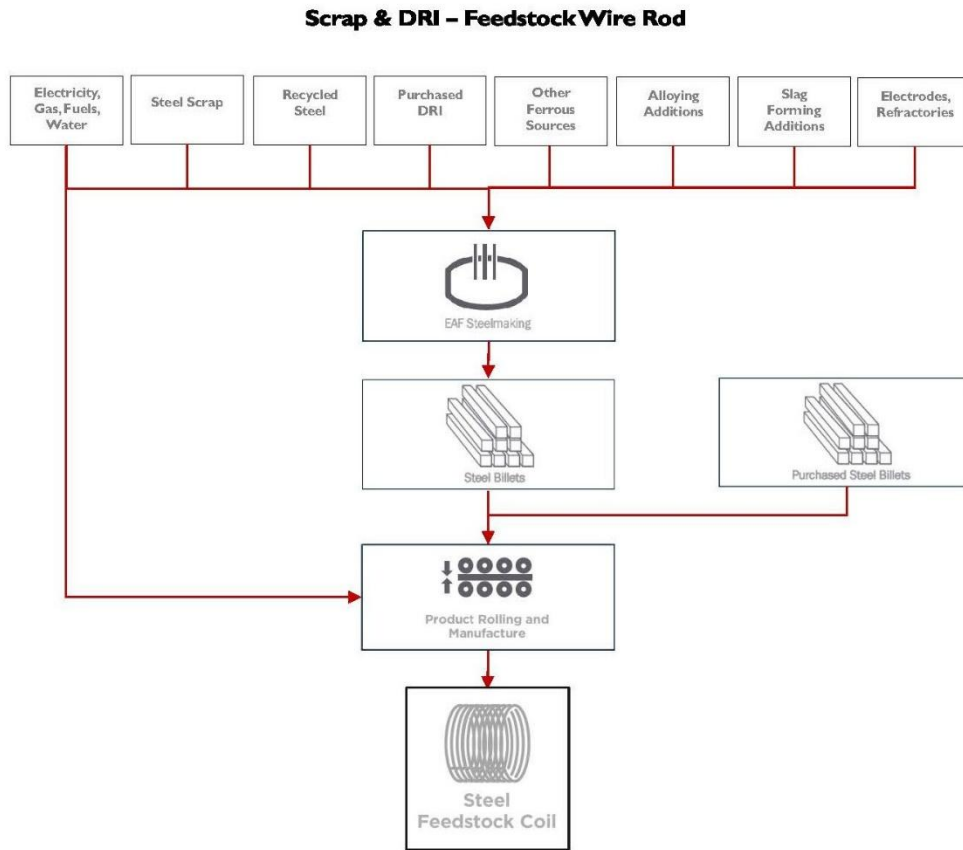 Scrap & DRI – Feedstock Wire Rod
Electricity,
Gas, Fuels,
Water
Steel Scrap
Recycled
Steel
Purchased
DRI
Other
Ferrous
Sources
Alloying
Additions
Slag
Forming
Additions
Electrodes,
Refractories
EAF Steelmaking
Steel Billets
Purchased Steel Billets
Product Rolling and
Manufacture
Steel
Feedstock Coil